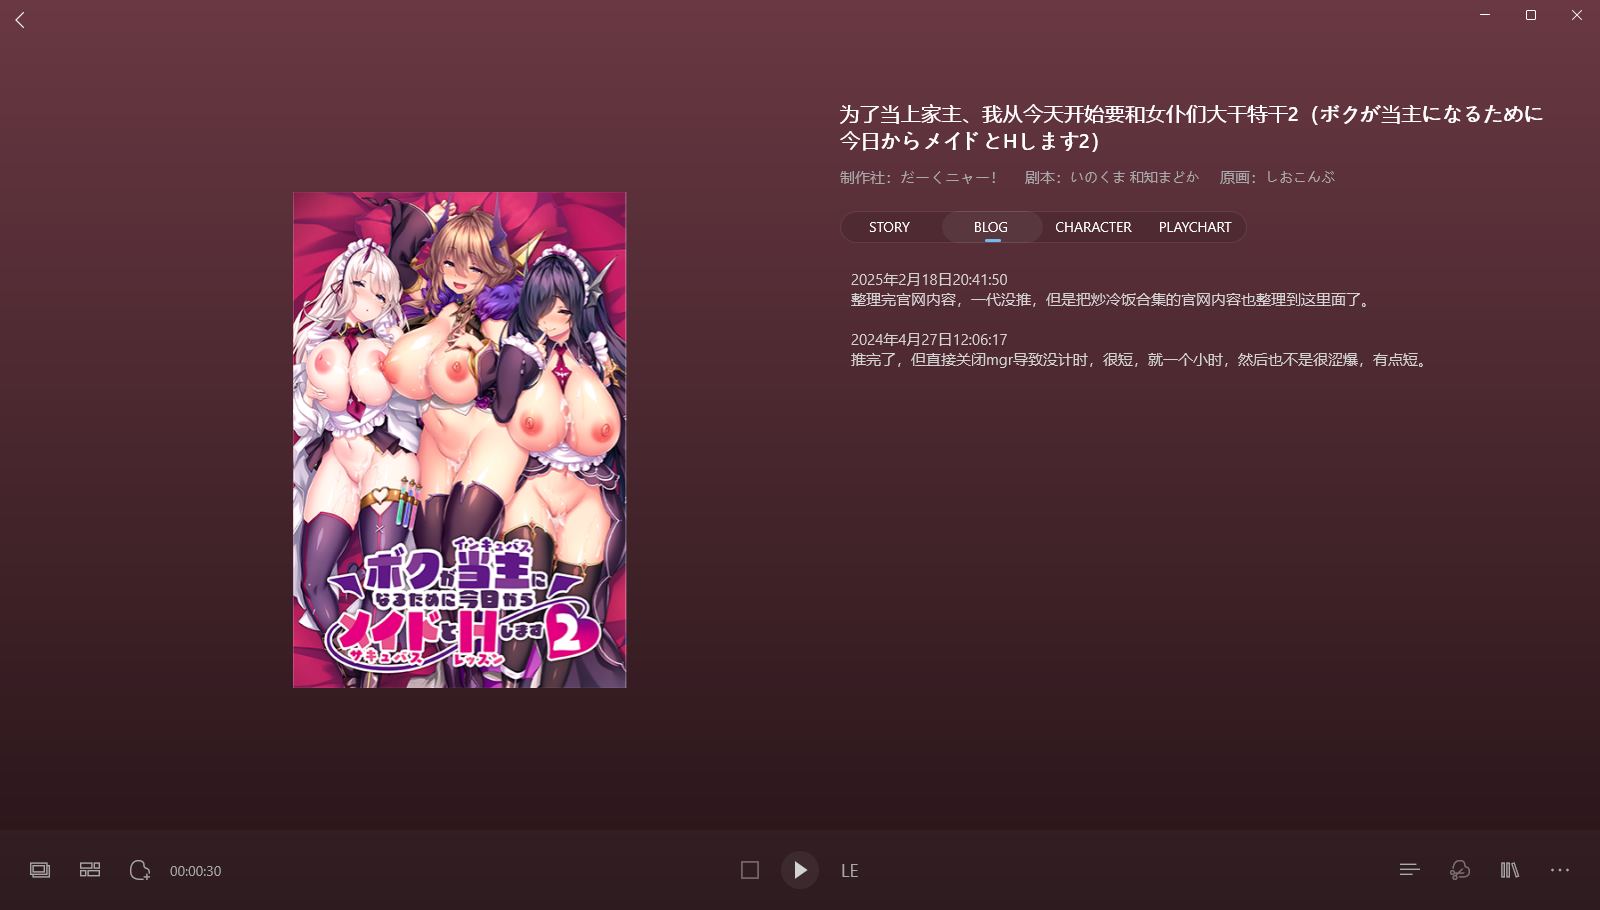 为了当上家主、我从今天开始要和女仆们大干特干2（ボクが当主になるために
今日からメイドとHします2）
制作社：だーくニャー！ 剧本：いのくま 和知まどか 原画：しおこんぶ
STORY BLOG CHARACTER PLAYCHART
2025年2月18日20:41:50
整理完官网内容，一代没推，但是把炒冷饭合集的官网内容也整理到这里面了。
2024年4月27日12:06:17
推完了，但直接关闭mgr导致没计时，很短，就一个小时，然后也不是很涩爆，有点短。
インキュバス
ボクが当主に
なるために今日から
メイドとHします2
サキュバス レッスン
00:00:30
LE